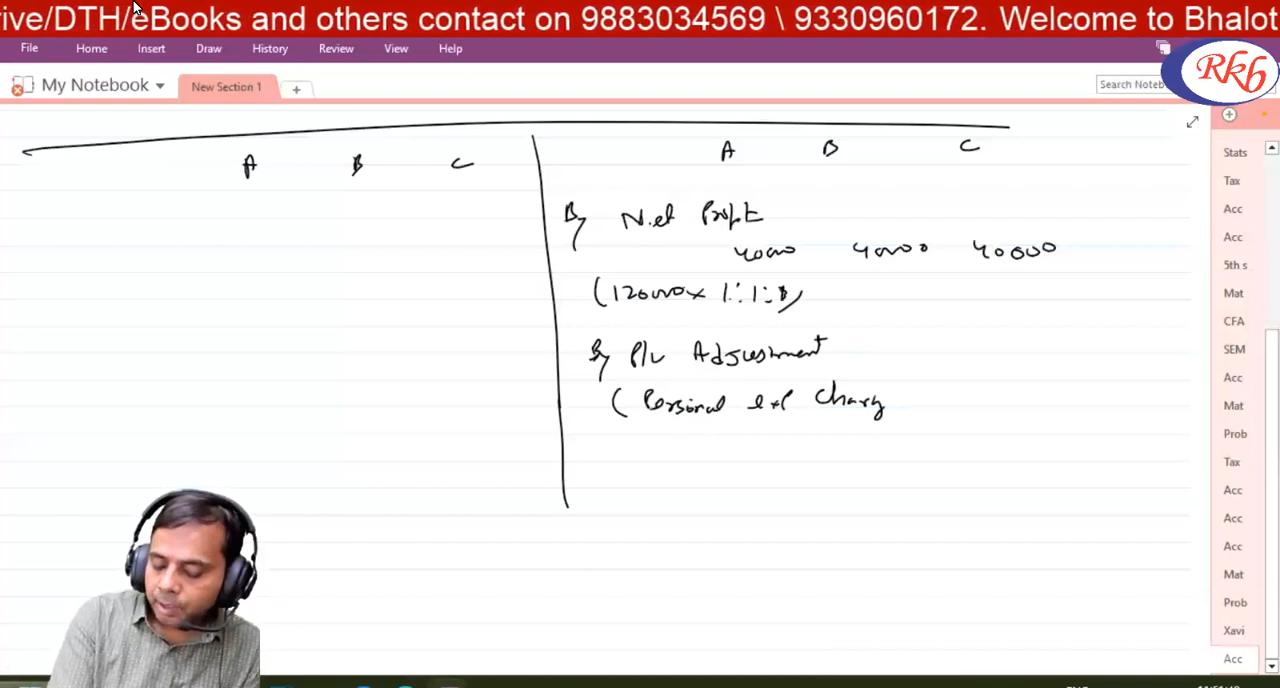 rive/DTH/eBooks and others contact on 9883034569 \ 9330960172. Welcome to Bhalot
File Home Insert Draw History Review View Help
Rkb
My Notebook New Section 1 + Search Noteb
A B C A B C
By Net Profit
40000 40000 40000
(120000 x 1:1:1)
By P/L Adjustment
( Personal exp Charg
Stats
Tax
Acc
Acc
5th s
Mat
CFA
SEM
Acc
Mat
Prob
Tax
Acc
Acc
Acc
Mat
Prob
Xavi
Acc